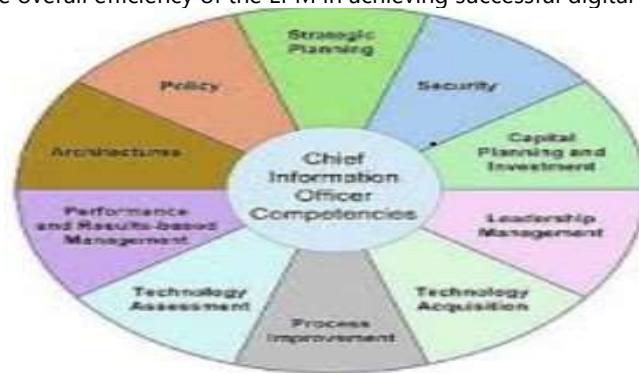 overall efficiency of the EPM in achieving successful digital
Strategic
Planning
Security
Capital
Planning and
Investment
Leadership
Management
Technology
Acquisition
Process
Improvement
Technology
Assessment
Performance
and Results-based
Management
Architectures
Policy
Chief
Information
Officer
Competencies